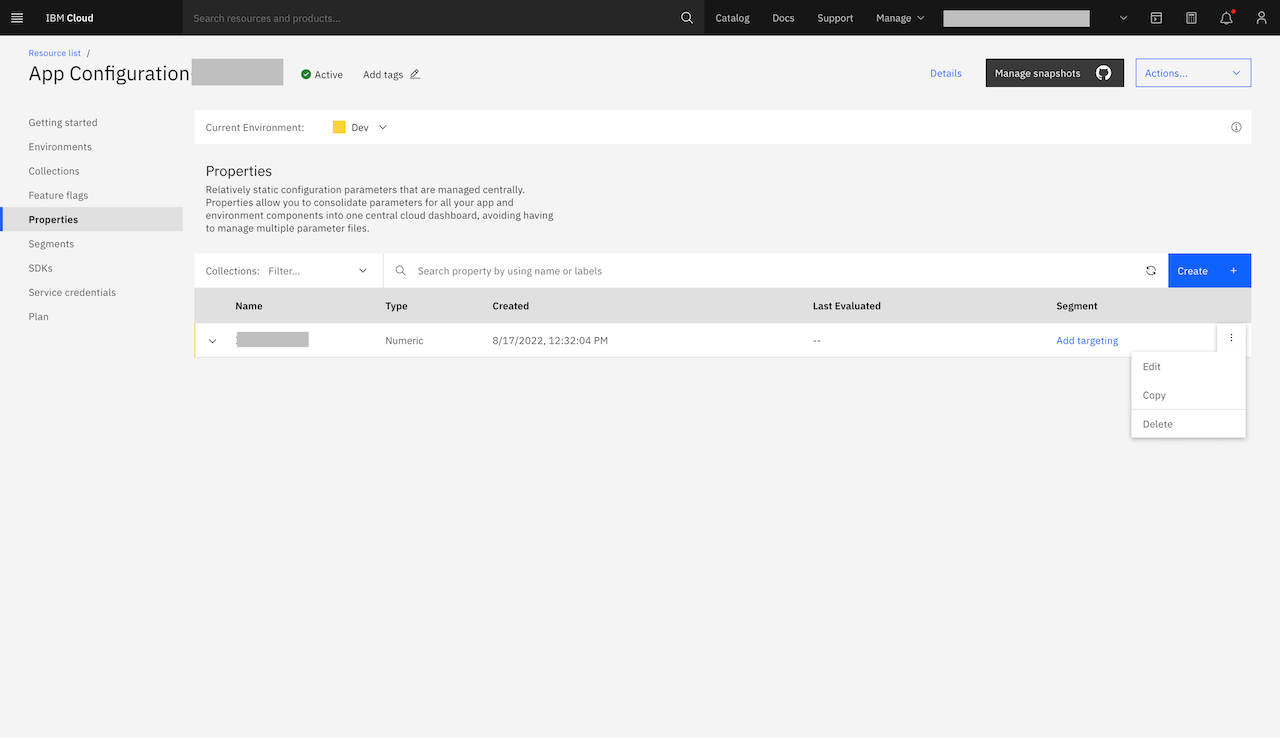 IBM Cloud
Search resources and products...
Catalog
Docs
Support
Manage
Resource list /
App Configuration
Active
Add tags
Details
Manage snapshots
Actions...
Getting started
Environments
Collections
Feature flags
Properties
Segments
SDKs
Service credentials
Plan
Current Environment:
Dev
Properties
Relatively static configuration parameters that are managed centrally.
Properties allow you to consolidate parameters for all your app and
environment components into one central cloud dashboard, avoiding having
to manage multiple parameter files.
Collections: Filter...
Search property by using name or labels
Create +
Name Type Created Last Evaluated Segment
Numeric 8/17/2022, 12:32:04 PM -- Add targeting
Edit
Copy
Delete